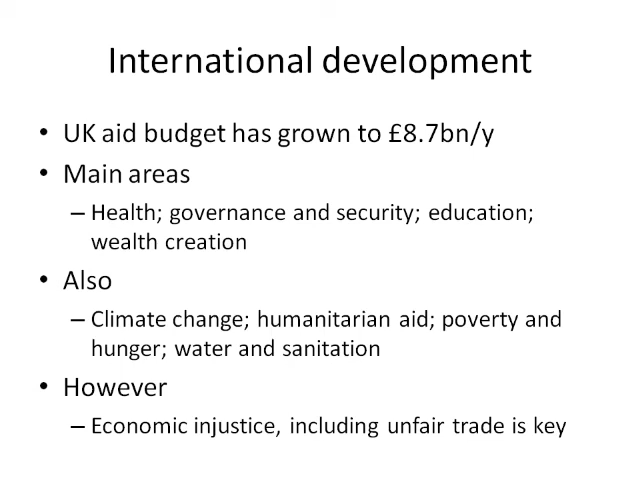 International development
• UK aid budget has grown to £8.7bn/y
• Main areas
– Health; governance and security; education;
wealth creation
• Also
– Climate change; humanitarian aid; poverty and
hunger; water and sanitation
• However
– Economic injustice, including unfair trade is key